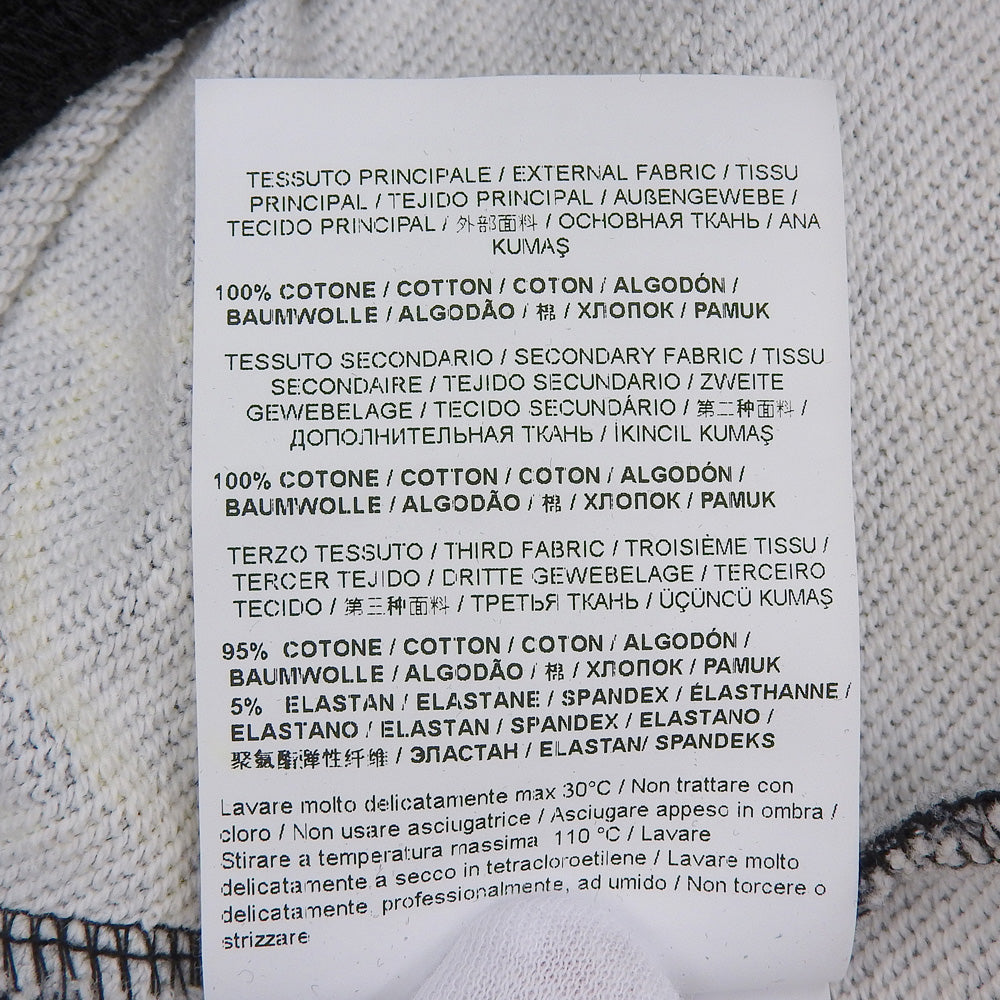 TESSUTO PRINCIPALE / EXTERNAL FABRIC / TISSU
PRINCIPAL / TEJIDO PRINCIPAL / AUßENGEWEBE /
TECIDO PRINCIPAL / 外部面料 / ОСНОВНАЯ ТКАНЬ / ANA
KUMAŞ
100% COTONE / COTTON / COTON / ALGODÓN /
BAUMWOLLE / ALGODÃO / 棉 / ХЛОПОК / PAMUK
TESSUTO SECONDARIO / SECONDARY FABRIC / TISSU
SECONDAIRE / TEJIDO SECUNDARIO / ZWEITE
GEWEBELAGE / TECIDO SECUNDÁRIO / 第二种面料 /
ДОПОЛНИТЕЛЬНАЯ ТКАНЬ / İKINCIL KUMAŞ
100% COTONE / COTTON / COTON / ALGODÓN /
BAUMWOLLE / ALGODÃO / 棉 / ХЛОПОК / PAMUK
TERZO TESSUTO / THIRD FABRIC / TROISIÈME TISSU /
TERCER TEJIDO / DRITTE GEWEBELAGE / TERCEIRO
TECIDO / 第三种面料 / ТРЕТЬЯ ТКАНЬ / ÜÇÜNCÜ KUMAŞ
95% COTONE / COTTON / COTON / ALGODÓN /
BAUMWOLLE / ALGODÃO / 棉 / ХЛОПОК / PAMUK
5% ELASTAN / ELASTANE / SPANDEX / ÉLASTHANNE /
ELASTANO / ELASTAN / SPANDEX / ELASTANO /
聚氨酯弹性纤维 / ЭЛАСТАН / ELASTAN/ SPANDEKS
Lavare molto delicatamente max 30°C / Non trattare con
cloro / Non usare asciugatrice / Asciugare appeso in ombra /
Stirare a temperatura massima 110 °C / Lavare
delicatamente a secco in tetracloroetilene / Lavare molto
delicatamente, professionalmente, ad umido / Non torcere o
strizzare